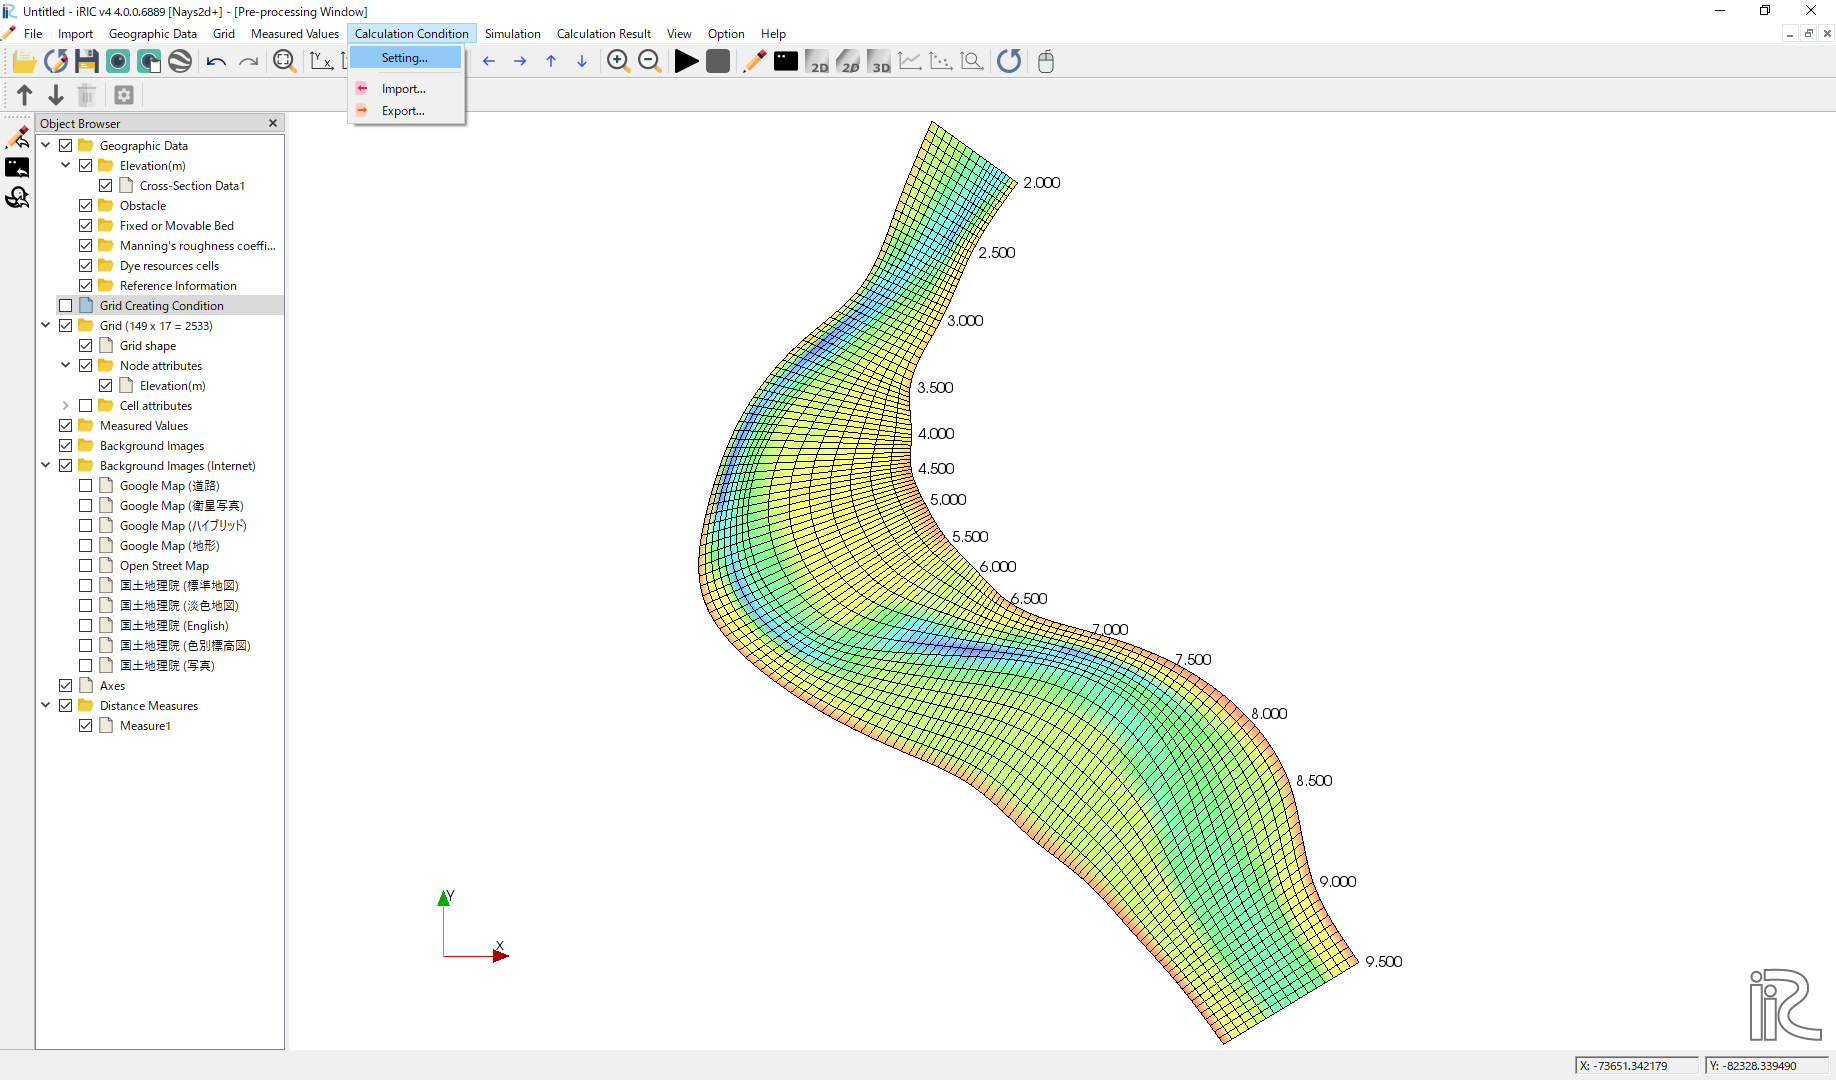 Untitled - iRIC v4 4.0.0.6889 [Nays2d+] - [Pre-processing Window]
File Import Geographic Data Grid Measured Values Calculation Condition Simulation Calculation Result View Option Help
2D 2D 3D
Setting...
Import...
Export...
Object Browser
Geographic Data
Elevation(m)
Cross-Section Data1
Obstacle
Fixed or Movable Bed
Manning's roughness coeffi...
Dye resources cells
Reference Information
Grid Creating Condition
Grid (149 x 17 = 2533)
Grid shape
Node attributes
Elevation(m)
Cell attributes
Measured Values
Background Images
Background Images (Internet)
Google Map (道路)
Google Map (衛星写真)
Google Map (ハイブリッド)
Google Map (地形)
Open Street Map
国土地理院 (標準地図)
国土地理院 (淡色地図)
国土地理院 (English)
国土地理院 (色別標高図)
国土地理院 (写真)
Axes
Distance Measures
Measure1
2.000
2.500
3.000
3.500
4.000
4.500
5.000
5.500
6.000
6.500
7.000
7.500
8.000
8.500
9.000
9.500
Y
X
iRIC
X: -73651.342179
Y: -82328.339490